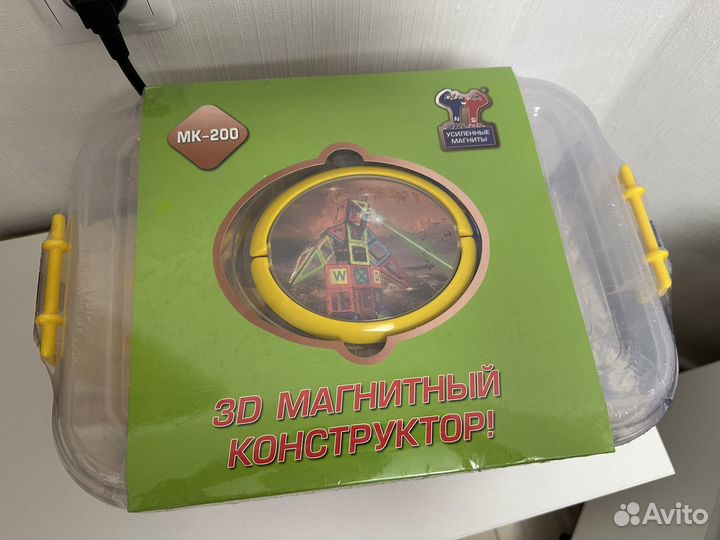 МК-200
N S
УСИЛЕННЫЕ
МАГНИТЫ
W X D
3D МАГНИТНЫЙ
КОНСТРУКТОР!
Avito